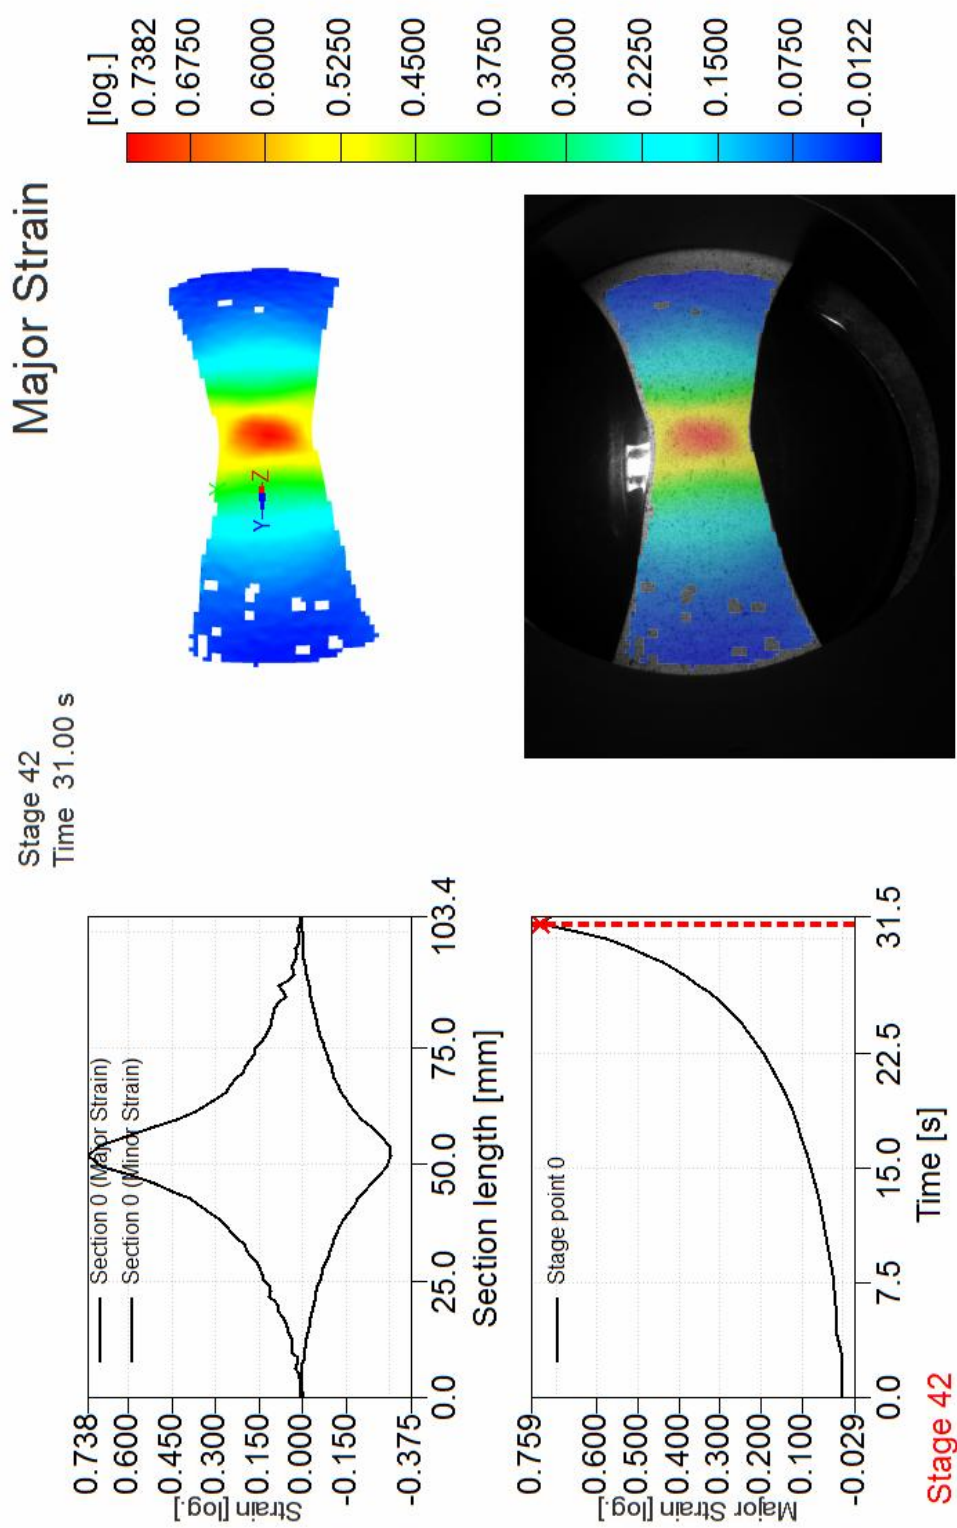 Stage 42
Time 31.00 s
Major Strain
[log.]
0.7382
0.6750
0.6000
0.5250
0.4500
0.3750
0.3000
0.2250
0.1500
0.0750
-0.01222
Y
Z
X
Strain [log.]
0.738
0.600
0.450
0.300
0.150
0.000
-0.150
-0.375
Section 0 (Major Strain)
Section 0 (Minor Strain)
0.0
25.0
50.0
75.0
103.4
Section length [mm]
Major Strain [log.]
0.759
0.600
0.500
0.400
0.300
0.200
0.100
-0.029
Stage point 0
0.0
7.5
15.0
22.5
31.5
Time [s]
Stage 42